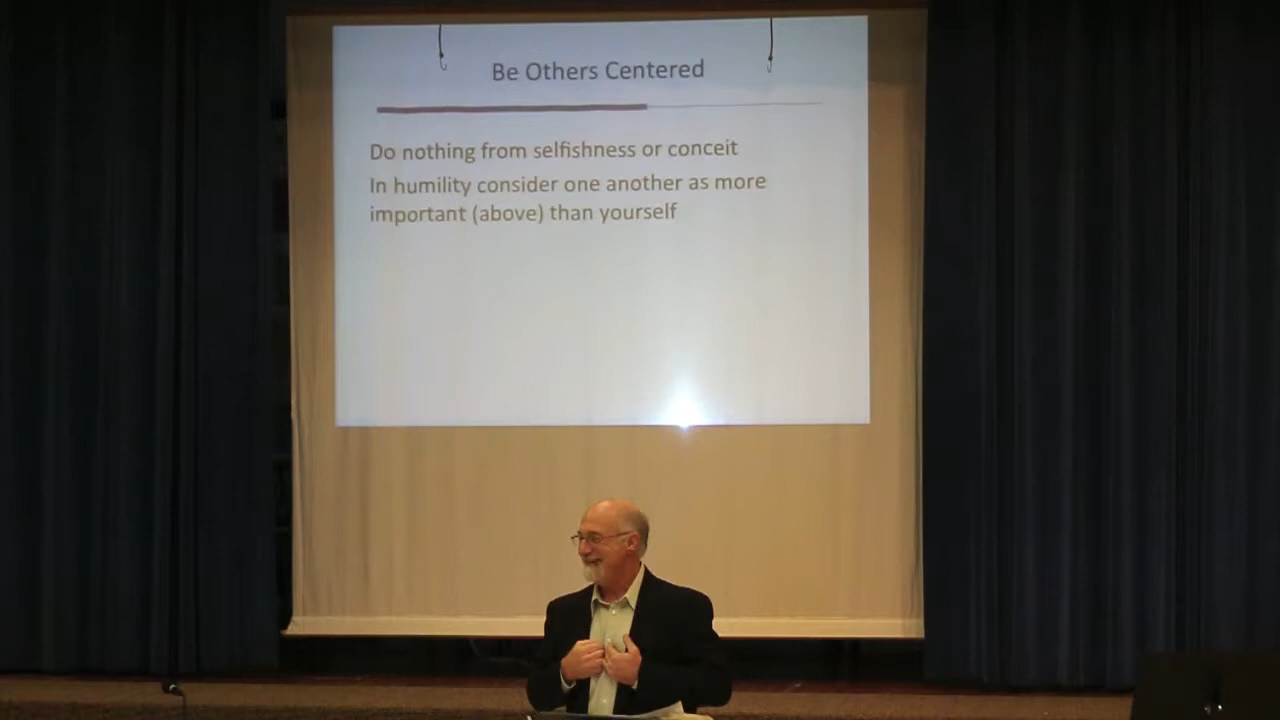 Be Others Centered
Do nothing from selfishness or conceit
In humility consider one another as more
important (above) than yourself